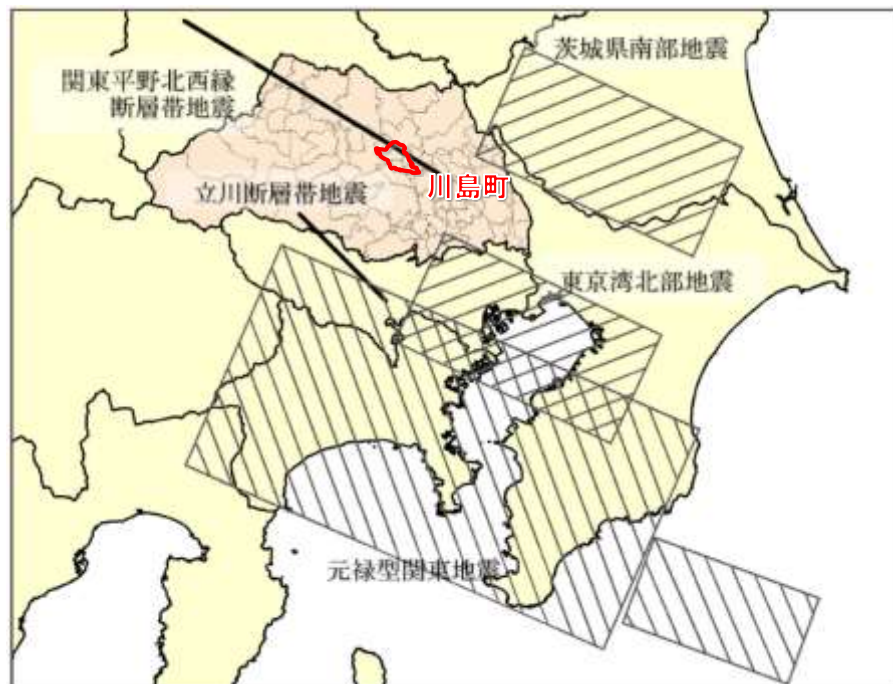 茨城県南部地震
関東平野北西縁
断層帯地震
川島町
立川断層帯地震
東京湾北部地震
元禄型関東地震